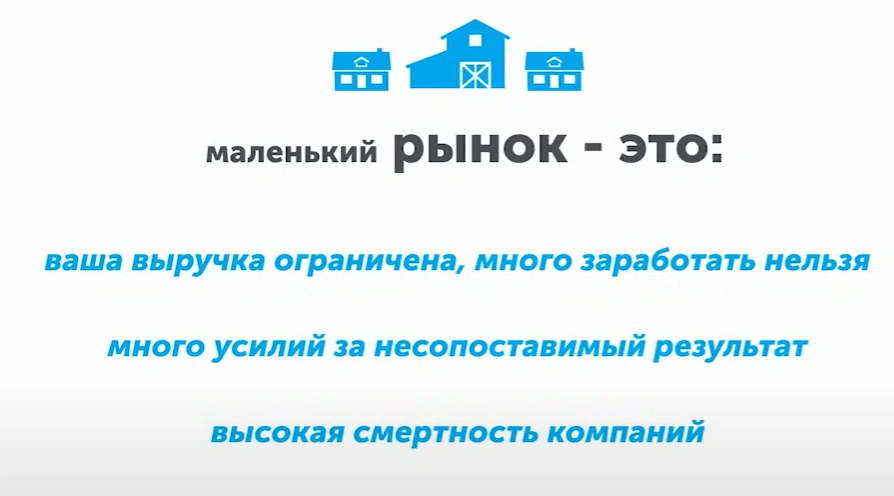 маленький рынок - это:
ваша выручка ограничена, много заработать нельзя
много усилий за несопоставимый результат
высокая смертность компаний